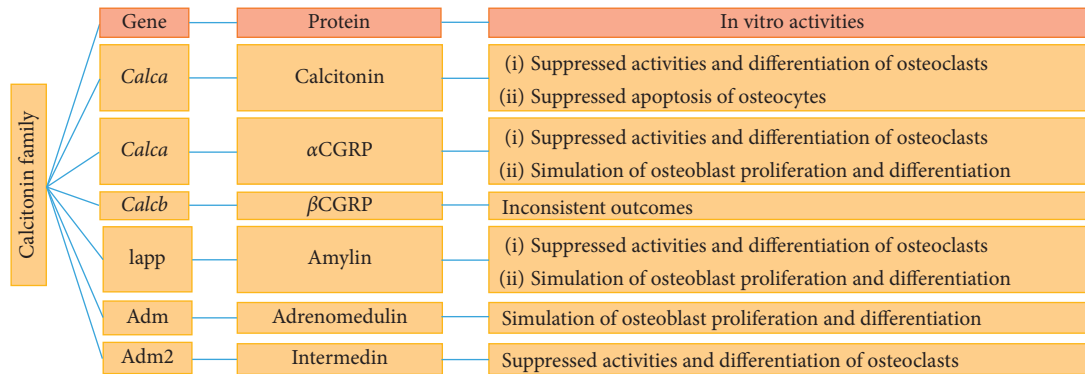 Calcitonin family
Gene
Protein
In vitro activities
Calca
Calcitonin
(i) Suppressed activities and differentiation of osteoclasts
(ii) Suppressed apoptosis of osteocytes
Calca
αCGRP
(i) Suppressed activities and differentiation of osteoclasts
(ii) Simulation of osteoblast proliferation and differentiation
Calcb
βCGRP
Inconsistent outcomes
lapp
Amylin
(i) Suppressed activities and differentiation of osteoclasts
(ii) Simulation of osteoblast proliferation and differentiation
Adm
Adrenomedulin
Simulation of osteoblast proliferation and differentiation
Adm2
Intermedin
Suppressed activities and differentiation of osteoclasts